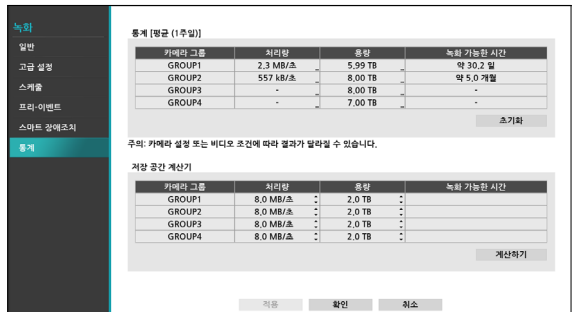 녹화
일반
고급 설정
스케줄
프리-이벤트
스마트 장애조치
통계
통계 [평균 (1주일)]
카메라 그룹 처리량 용량 녹화 가능한 시간
GROUP1 2,3 MB/초 5,99 TB 약 30,2 일
GROUP2 557 kB/초 8,00 TB 약 5,0 개월
GROUP3 - 8,00 TB -
GROUP4 - 7,00 TB -
초기화
주의: 카메라 설정 또는 비디오 조건에 따라 결과가 달라질 수 있습니다.
저장 공간 계산기
카메라 그룹 처리량 용량 녹화 가능한 시간
GROUP1 8,0 MB/초 2,0 TB
GROUP2 8,0 MB/초 2,0 TB
GROUP3 8,0 MB/초 2,0 TB
GROUP4 8,0 MB/초 2,0 TB
계산하기
적용 확인 취소